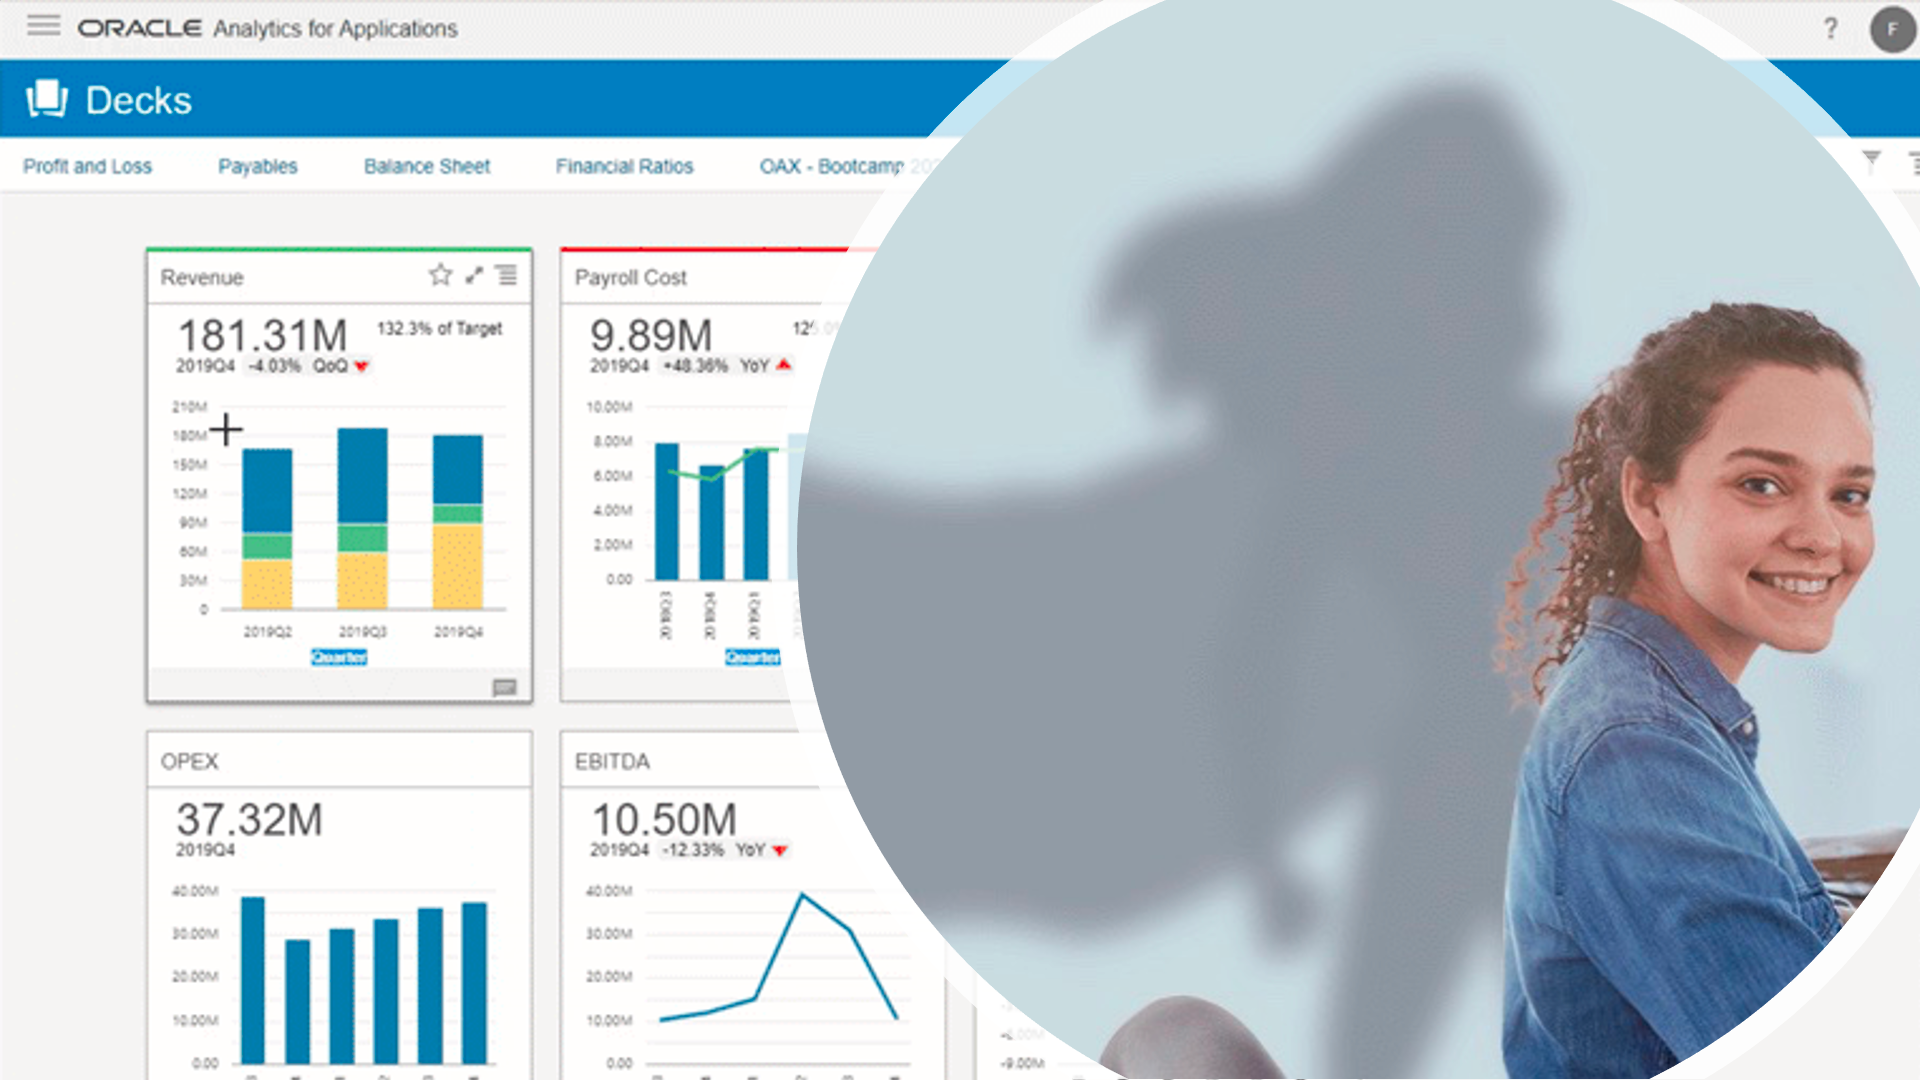 ORACLE Analytics for Applications
?
F
Decks
Profit and Loss
Payables
Balance Sheet
Financial Ratios
OAX - Bootcamp
Revenue
181.31M
132.3% of Target
2019Q4 -4.03% QoQ
210M
180M
150M
120M
90M
60M
30M
0
2019Q2
2019Q3
2019Q4
Quarter
Payroll Cost
9.89M
2019Q4 +48.36% YoY
10.00M
8.00M
6.00M
4.00M
2.00M
0.00
2018Q3
2018Q4
2019Q1
Quarter
OPEX
37.32M
2019Q4
40.00M
30.00M
20.00M
10.00M
0.00
EBITDA
10.50M
2019Q4 -12.33% YoY
40.00M
30.00M
20.00M
10.00M
0.00
-9.00M